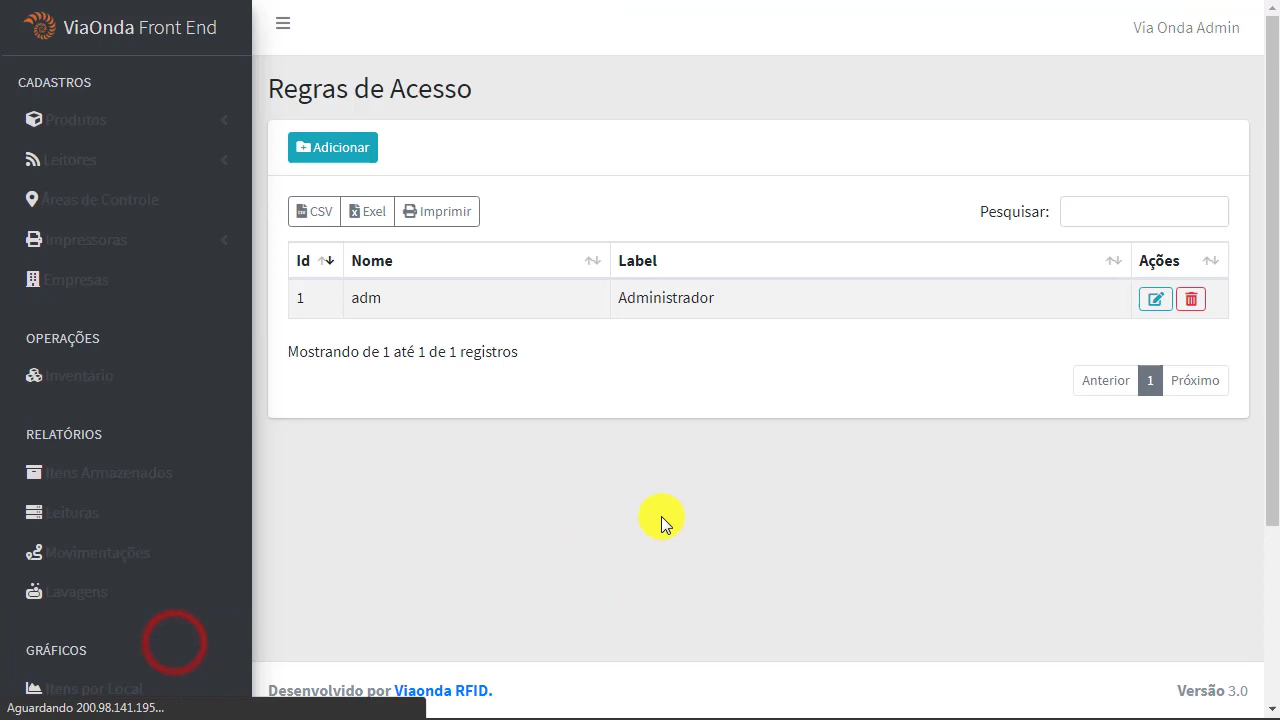 ViaOnda Front End
Via Onda Admin
CADASTROS
Produtos
Leitores
Áreas de Controle
Impressoras
Empresas
OPERAÇÕES
Inventário
RELATÓRIOS
Itens Armazenados
Leituras
Movimentações
Lavagens
GRÁFICOS
Itens por Local
Aguardando 200.98.141.195...
Regras de Acesso
Adicionar
CSV Exel Imprimir
Pesquisar:
Id Nome Label Ações
1 adm Administrador
Mostrando de 1 até 1 de 1 registros
Anterior 1 Próximo
Desenvolvido por Viaonda RFID.
Versão 3.0